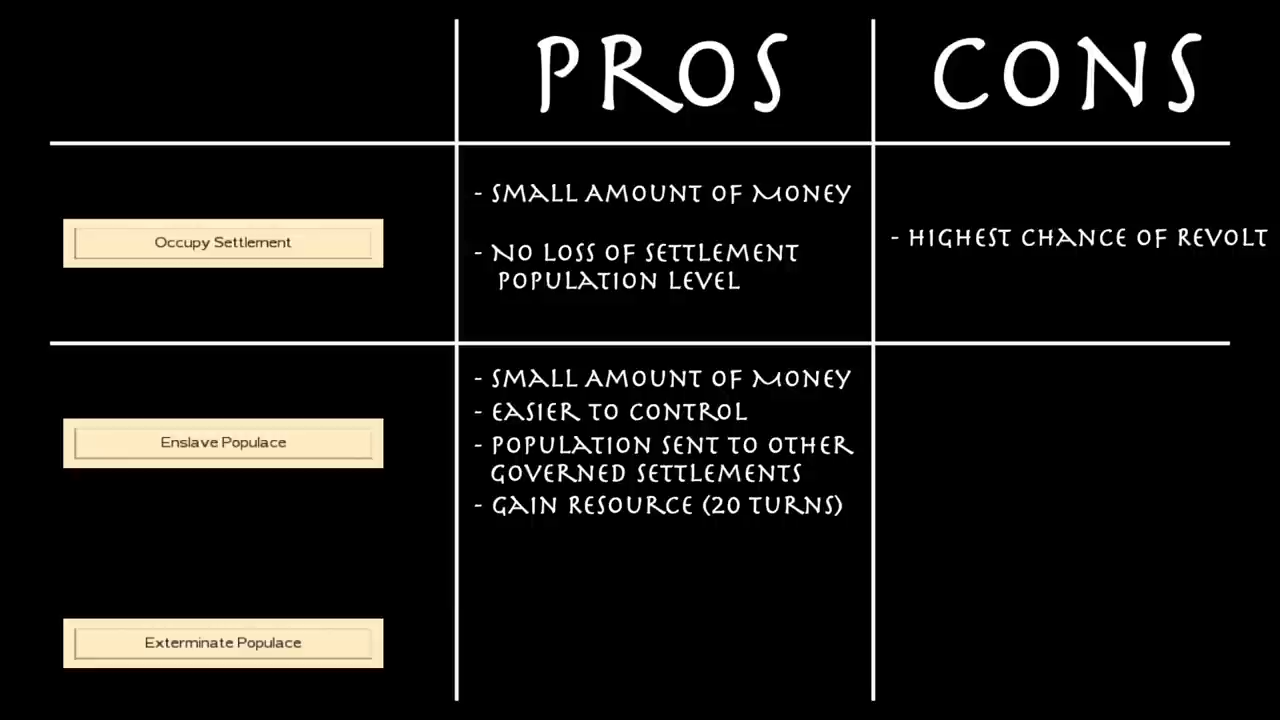 PROS
CONS
Occupy Settlement
- Small Amount of Money
- No Loss of Settlement
Population Level
- Highest Chance of Revolt
Enslave Populace
- Small Amount of Money
- Easier to Control
- Population Sent to Other
Governed Settlements
- Gain Resource (20 Turns)
Exterminate Populace